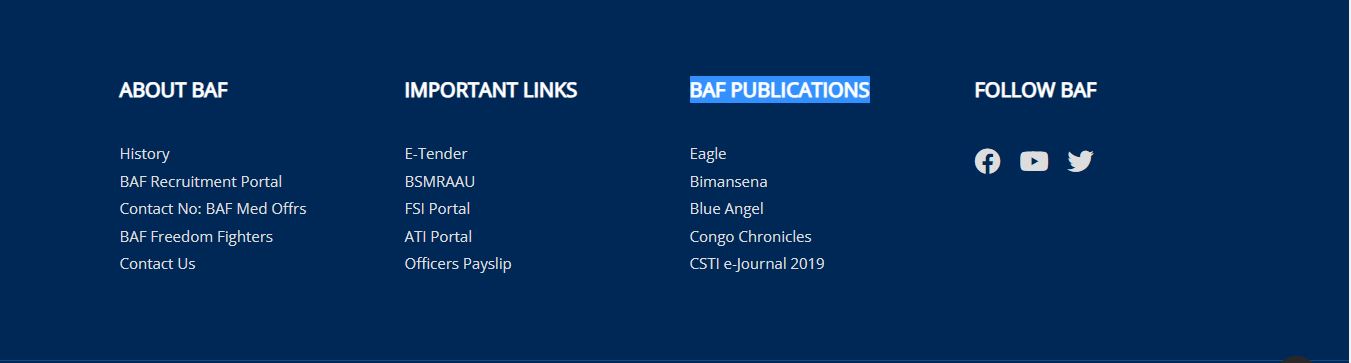 ABOUT BAF
History
BAF Recruitment Portal
Contact No: BAF Med Offrs
BAF Freedom Fighters
Contact Us
IMPORTANT LINKS
E-Tender
BSMRAAU
FSI Portal
ATI Portal
Officers Payslip
BAF PUBLICATIONS
Eagle
Bimansena
Blue Angel
Congo Chronicles
CSTI e-Journal 2019
FOLLOW BAF